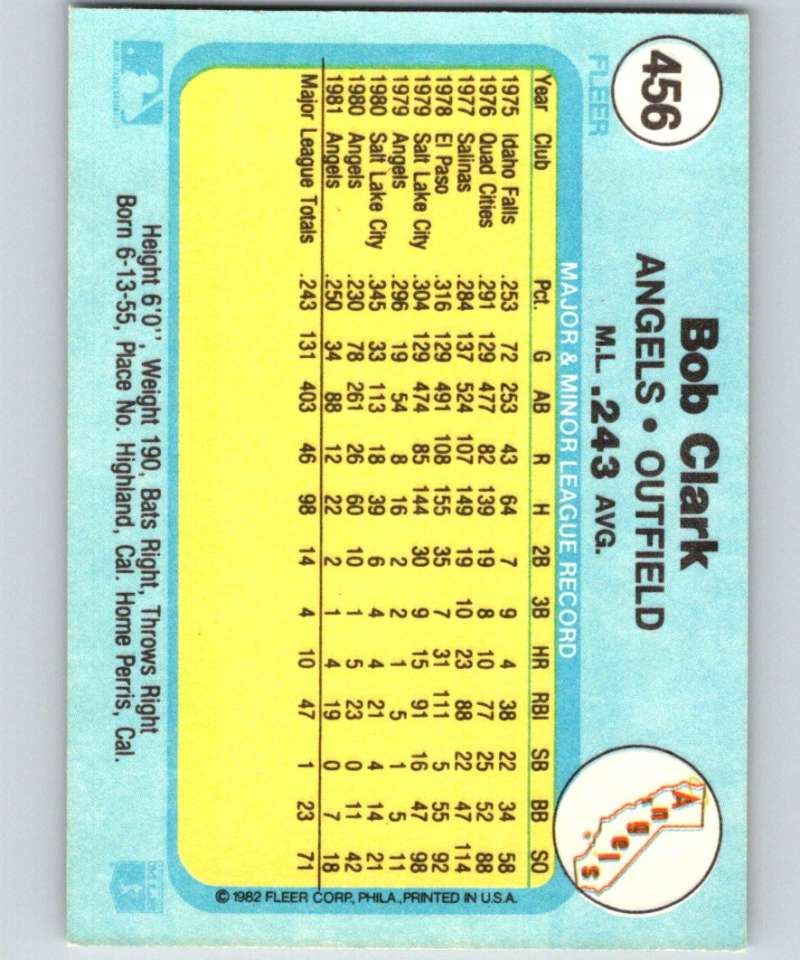 456
FLEER
Bob Clark
ANGELS • OUTFIELD
M.L. .243 AVG.
Angels
MAJOR & MINOR LEAGUE RECORD
Year Club Pct. G AB R H 2B 3B HR RBI SB BB SO
1975 Idaho Falls .253 72 253 43 64 7 9 4 38 22 34 58
1976 Quad Cities .291 129 477 82 139 19 8 10 77 25 52 88
1977 Salinas .284 137 524 107 149 19 10 23 88 22 47 114
1978 El Paso .316 129 491 108 155 35 7 31 111 5 55 92
1979 Salt Lake City .304 129 474 85 144 30 9 15 91 16 47 98
1979 Angels .296 19 54 8 16 2 2 1 5 1 5 11
1980 Salt Lake City .345 33 113 18 39 6 4 4 21 4 14 21
1980 Angels .230 78 261 26 60 10 1 5 23 0 11 42
1981 Angels .250 34 88 12 22 2 1 4 19 0 7 18
Major League Totals .243 131 403 46 98 14 4 10 47 1 23 71
© 1982 FLEER CORP., PHILA., PRINTED IN U.S.A.
Height 6'0", Weight 190, Bats Right, Throws Right
Born 6-13-55, Place No. Highland, Cal. Home Perris, Cal.